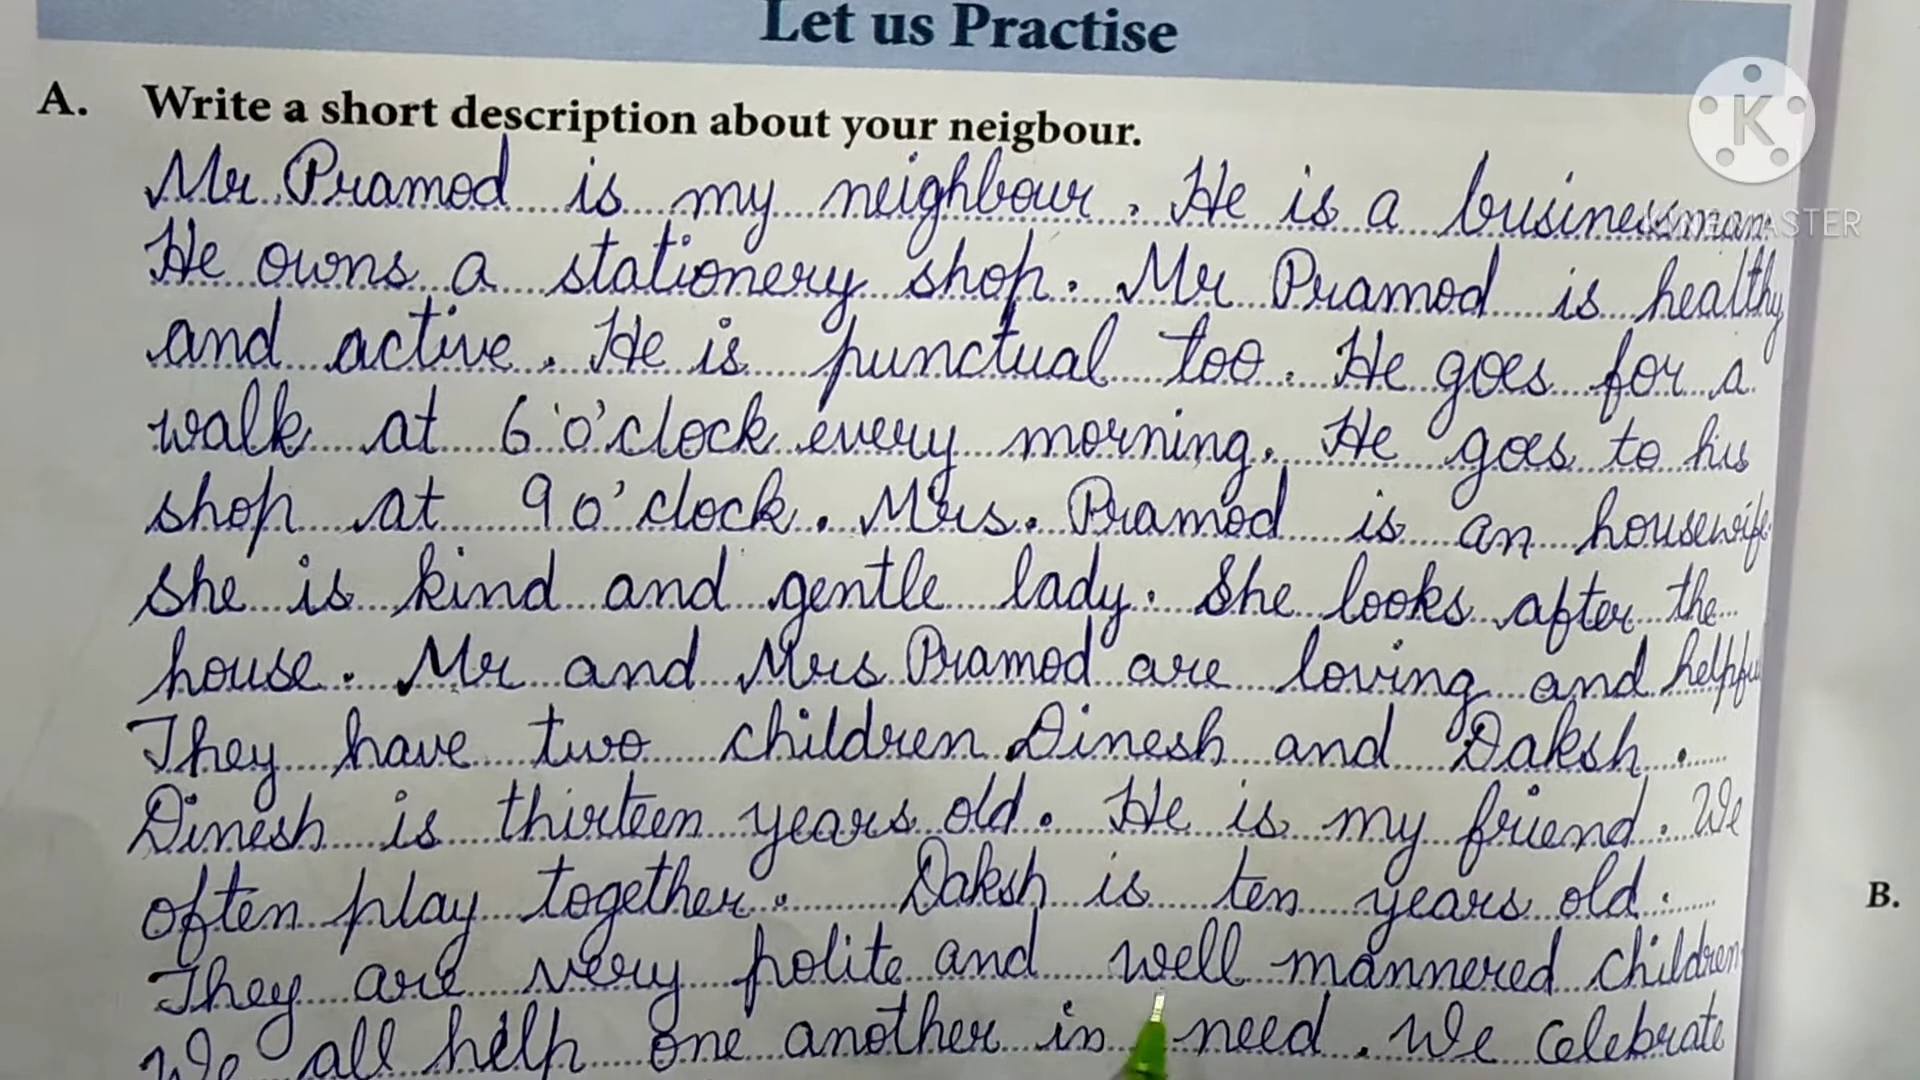 Let us Practise
A. Write a short description about your neigbour.
Mr Pramod is my neighbour. He is a businessman.
He owns a stationery shop. Mr Pramod is healthy
and active. He is punctual too. He goes for a
walk at 6 o'clock every morning. He goes to his
shop at 9 o'clock. Mrs. Pramod is an housewife.
She is kind and gentle lady. She looks after the
house. Mr and Mrs Pramod are loving and helpful
They have two children Dinesh and Daksh.
Dinesh is thirteen years old. He is my friend. We
often play together. Daksh is ten years old.
They are very polite and well mannered children
We all help one another in need. We celebrate
B.
K
KINEMASTER